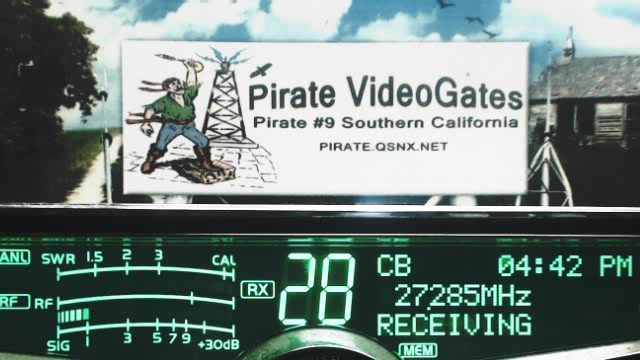 Pirate VideoGates
Pirate #9 Southern California
PIRATE.QSNX.NET
ANL SWR 1.5 2 3 CAL
RX 28 CB 04:42 PM
RF RF 27285MHz
RECEIVING
SIG 1 3 5 7 9 +30dB
MEM